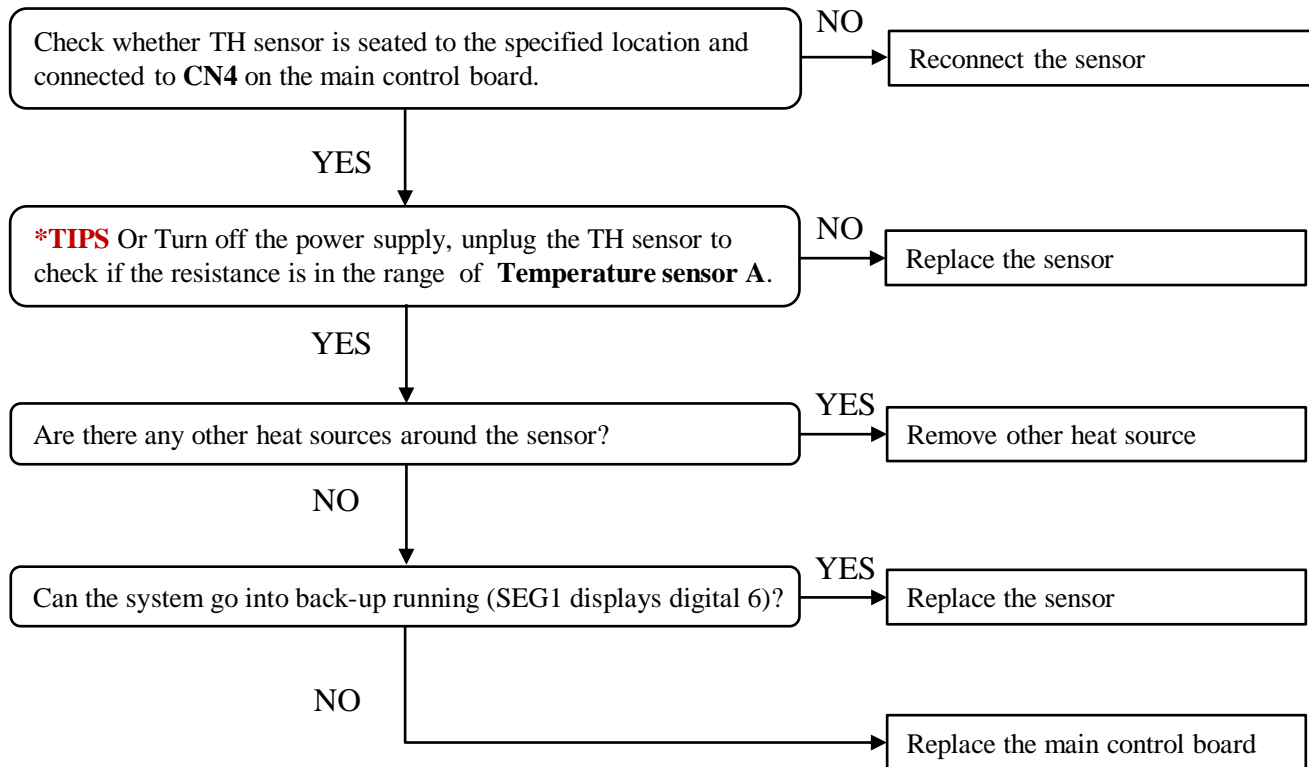 Check whether TH sensor is seated to the specified location and
connected to CN4 on the main control board.
NO
Reconnect the sensor
YES
*TIPS Or Turn off the power supply, unplug the TH sensor to
check if the resistance is in the range of Temperature sensor A.
NO
Replace the sensor
YES
Are there any other heat sources around the sensor?
YES
Remove other heat source
NO
Can the system go into back-up running (SEG1 displays digital 6)?
YES
Replace the sensor
NO
Replace the main control board